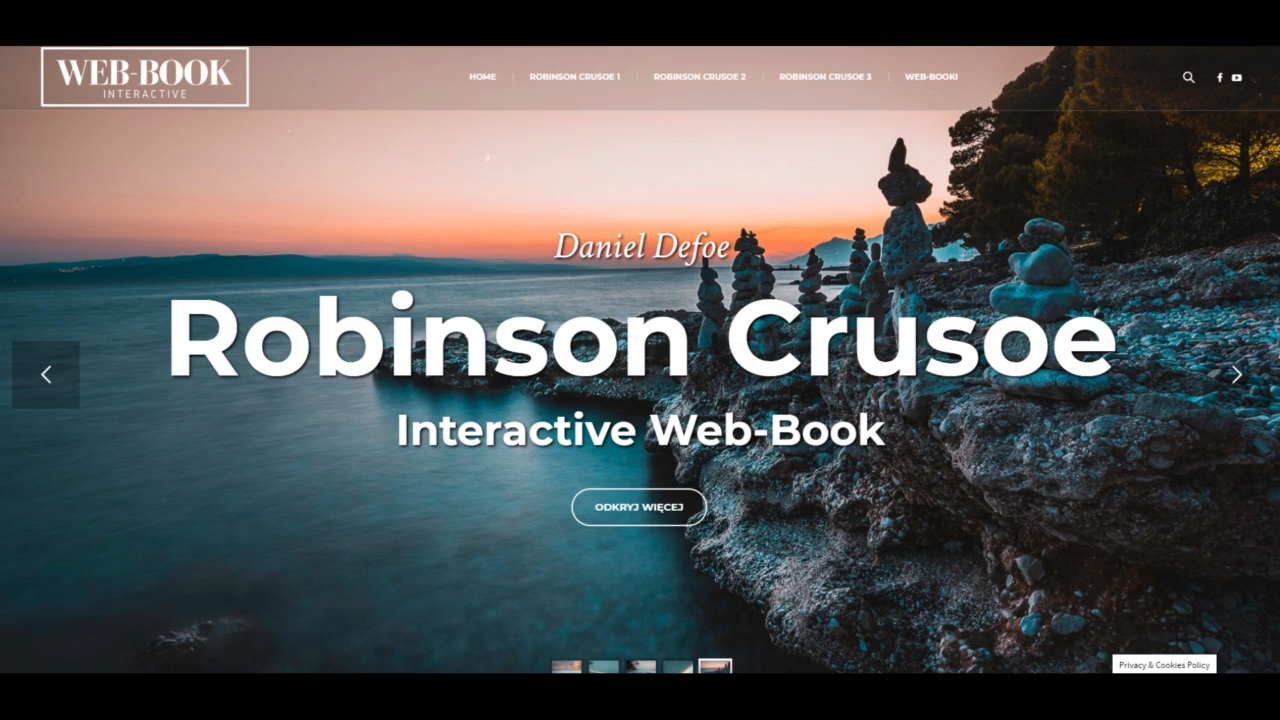 WEB-BOOK
INTERACTIVE
HOME
ROBINSON CRUSOE 1
ROBINSON CRUSOE 2
ROBINSON CRUSOE 3
WEB-BOOKI
Daniel Defoe
Robinson Crusoe
Interactive Web-Book
ODKRYJ WIĘCEJ
Privacy & Cookies Policy